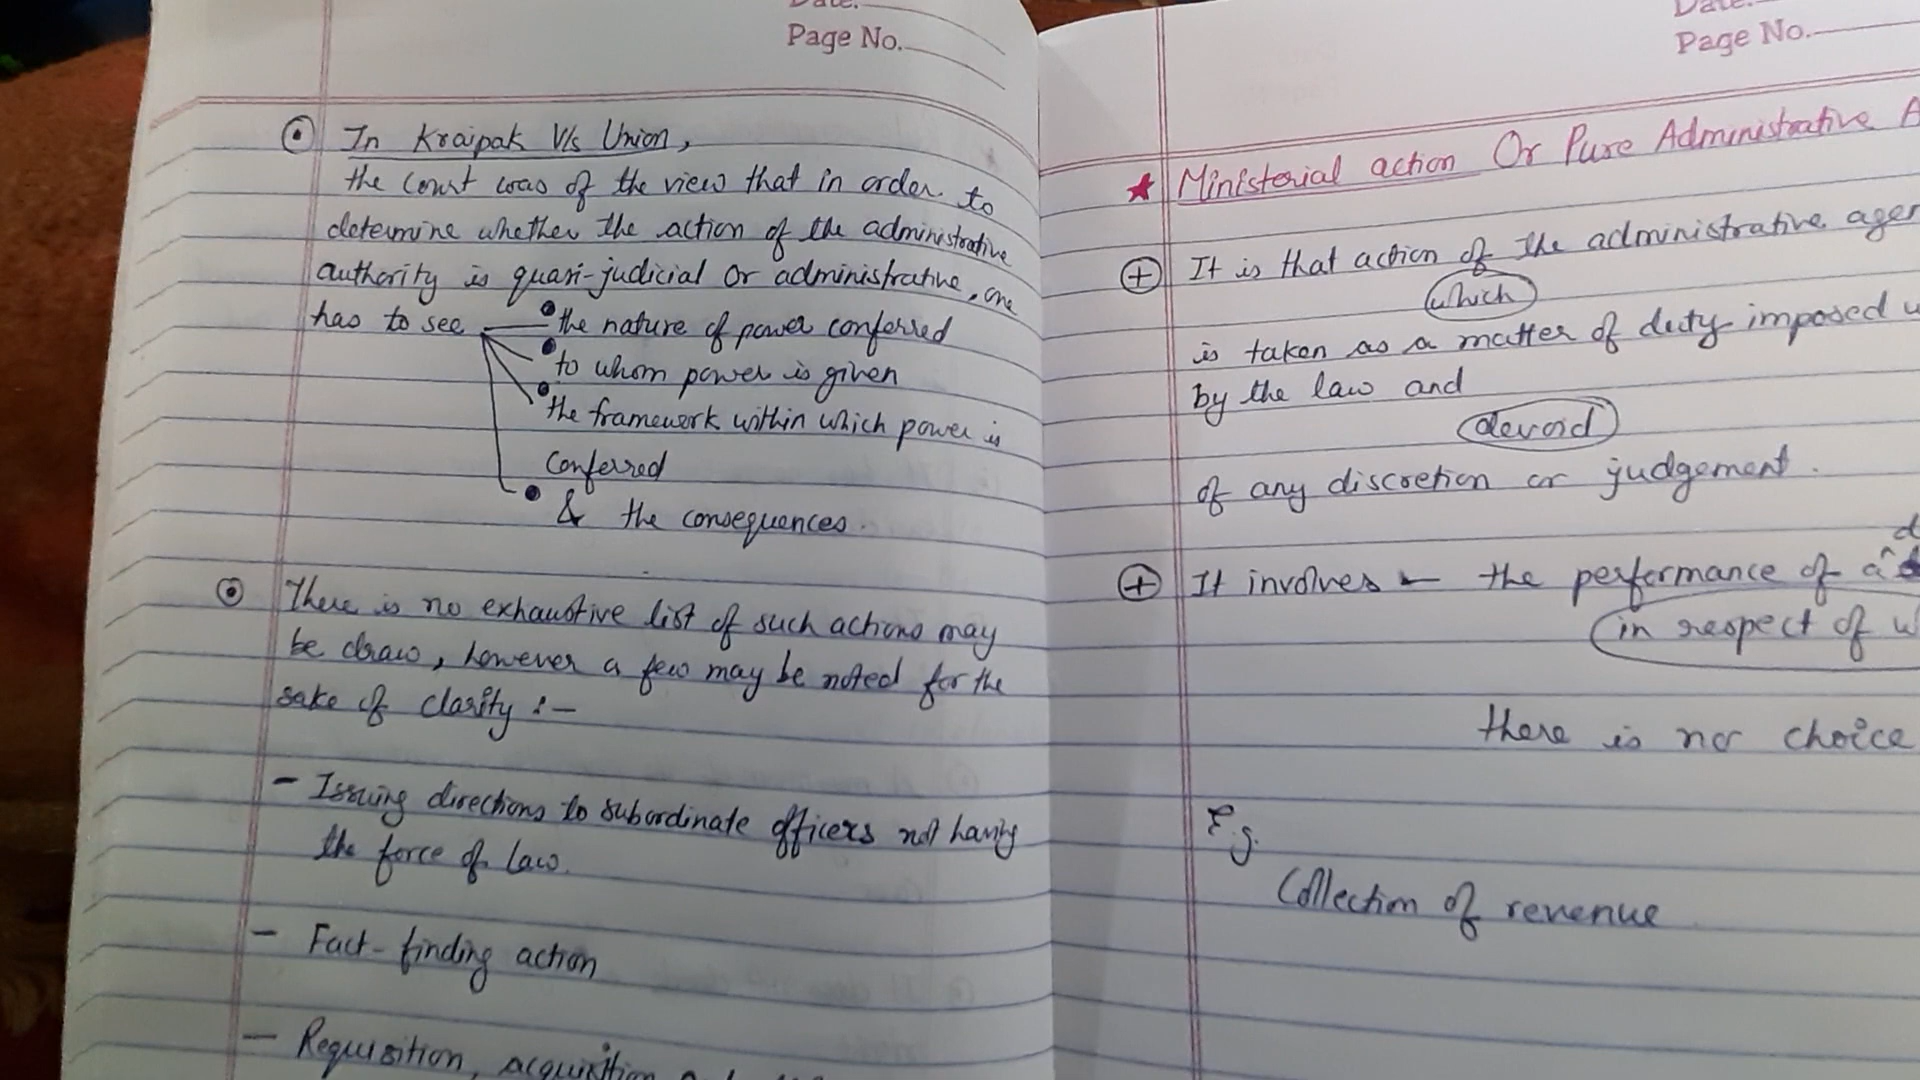 Date.
Page No.
In Kraipak V/s Union,
the court was of the view that in order to
determine whether the action of the administrative
authority is quasi-judicial or administrative, one
has to see
the nature of power conferred
to whom power is given
the framework within which power is
conferred
& the consequences.
There is no exhaustive list of such actions may
be draw, however a few may be noted for the
sake of clarity :-
- Issuing directions to subordinate officers not having
the force of law.
- Fact-finding action
- Requisition, acquisition
Date.
Page No.
★ Ministerial action Or Pure Administrative A
It is that action of the administrative agen
which
is taken as a matter of duty imposed u
by the law and
devoid
of any discretion or judgement.
It involves - the performance of a
in respect of w
there is no choice
E.g.
Collection of revenue